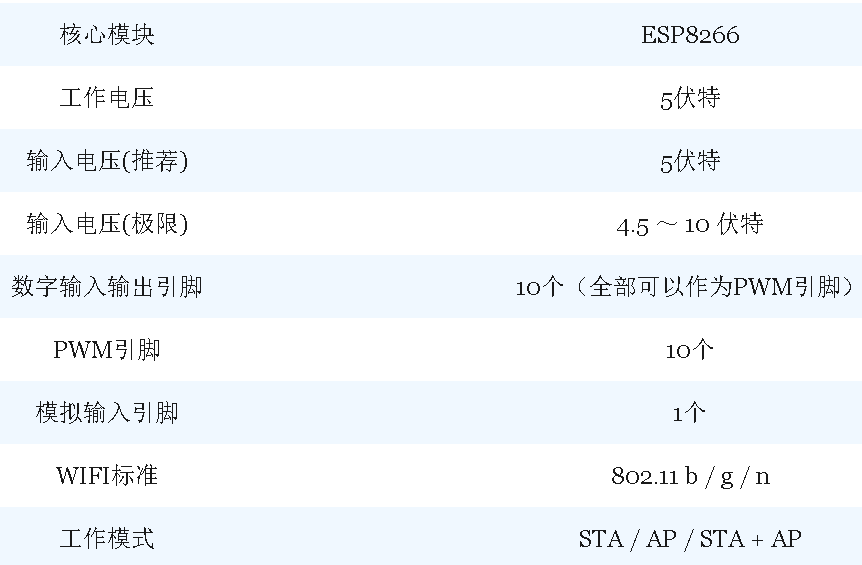 核心模块 ESP8266
工作电压 5伏特
输入电压(推荐) 5伏特
输入电压(极限) 4.5 ～ 10 伏特
数字输入输出引脚 10个（全部可以作为PWM引脚）
PWM引脚 10个
模拟输入引脚 1个
WIFI标准 802.11 b / g / n
工作模式 STA / AP / STA + AP